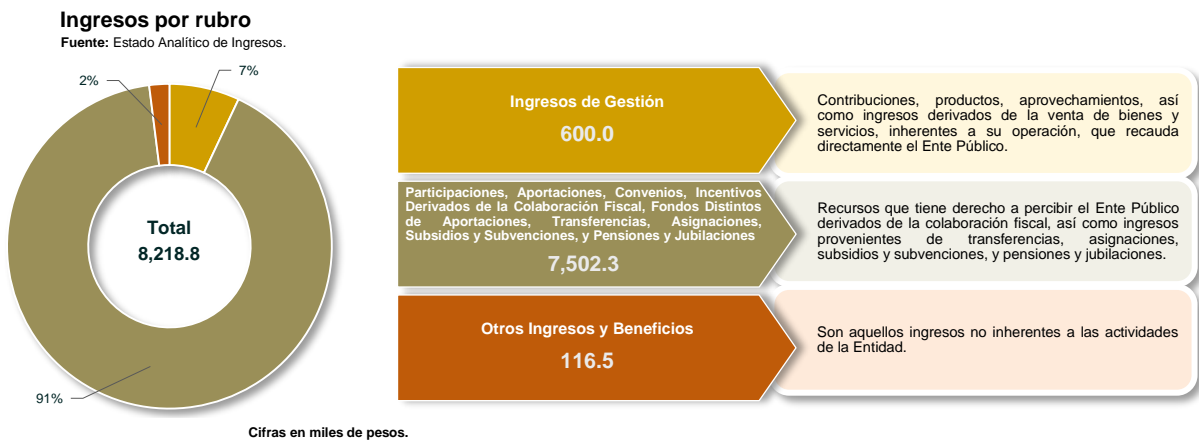 Ingresos por rubro
Fuente: Estado Analítico de Ingresos.
2%
7%
91%
Total
8,218.8
Ingresos de Gestión
600.0
Contribuciones, productos, aprovechamientos, así
como ingresos derivados de la venta de bienes y
servicios, inherentes a su operación, que recauda
directamente el Ente Público.
Participaciones, Aportaciones, Convenios, Incentivos
Derivados de la Colaboración Fiscal, Fondos Distintos
de Aportaciones, Transferencias, Asignaciones,
Subsidios y Subvenciones, y Pensiones y Jubilaciones
7,502.3
Recursos que tiene derecho a percibir el Ente Público
derivados de la colaboración fiscal, así como ingresos
provenientes de transferencias, asignaciones,
subsidios y subvenciones, y pensiones y jubilaciones.
Otros Ingresos y Beneficios
116.5
Son aquellos ingresos no inherentes a las actividades
de la Entidad.
Cifras en miles de pesos.